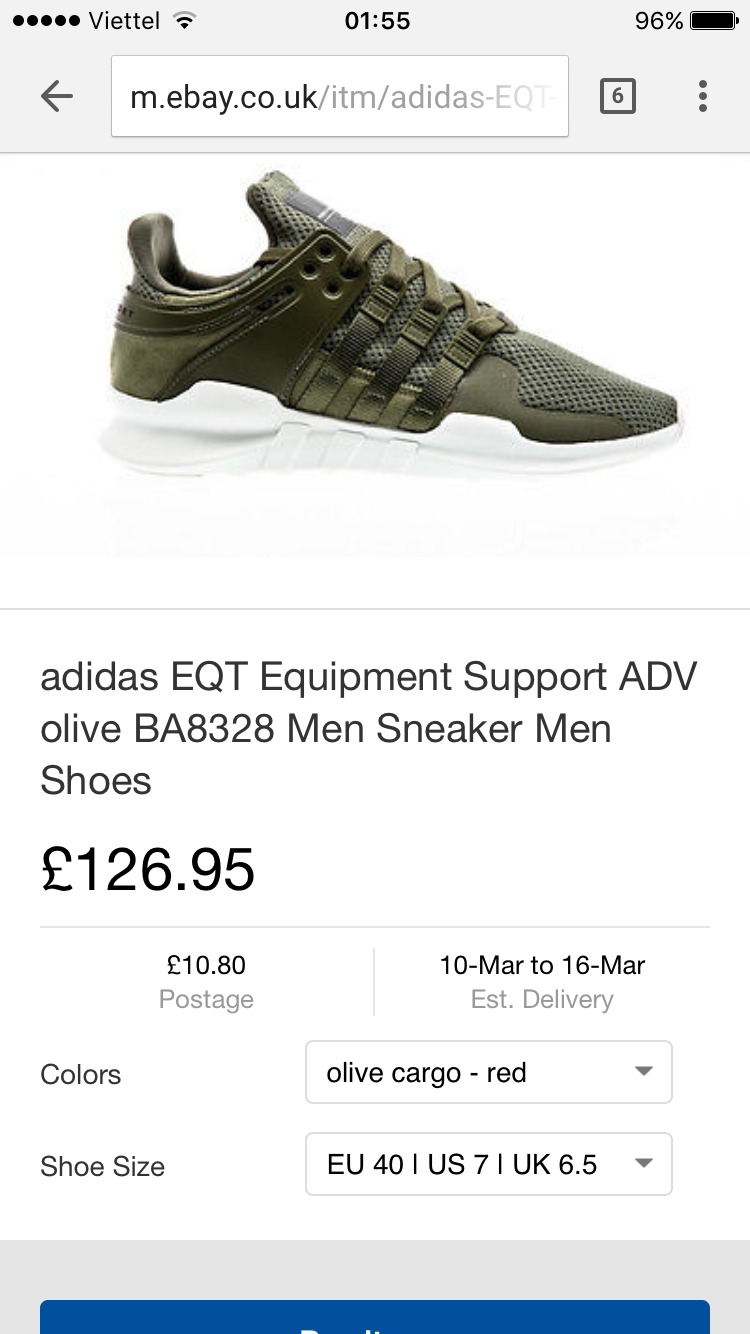 Viettel 01:55 96%
m.ebay.co.uk/itm/adidas-EQT-
6
adidas EQT Equipment Support ADV
olive BA8328 Men Sneaker Men
Shoes
£126.95
£10.80
Postage
10-Mar to 16-Mar
Est. Delivery
Colors
olive cargo - red
Shoe Size
EU 40 | US 7 | UK 6.5